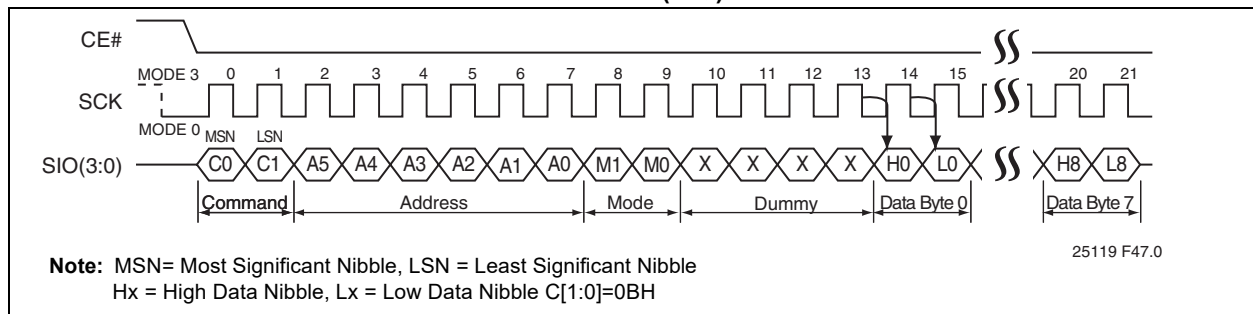 CE#
MODE 3 0 1 2 3 4 5 6 7 8 9 10 11 12 13 14 15 20 21
SCK
MODE 0
MSN LSN
SIO(3:0) C0 C1 A5 A4 A3 A2 A1 A0 M1 M0 X X X X H0 L0 H8 L8
Command Address Mode Dummy Data Byte 0 Data Byte 7
25119 F47.0
Note: MSN= Most Significant Nibble, LSN = Least Significant Nibble
Hx = High Data Nibble, Lx = Low Data Nibble C[1:0]=0BH